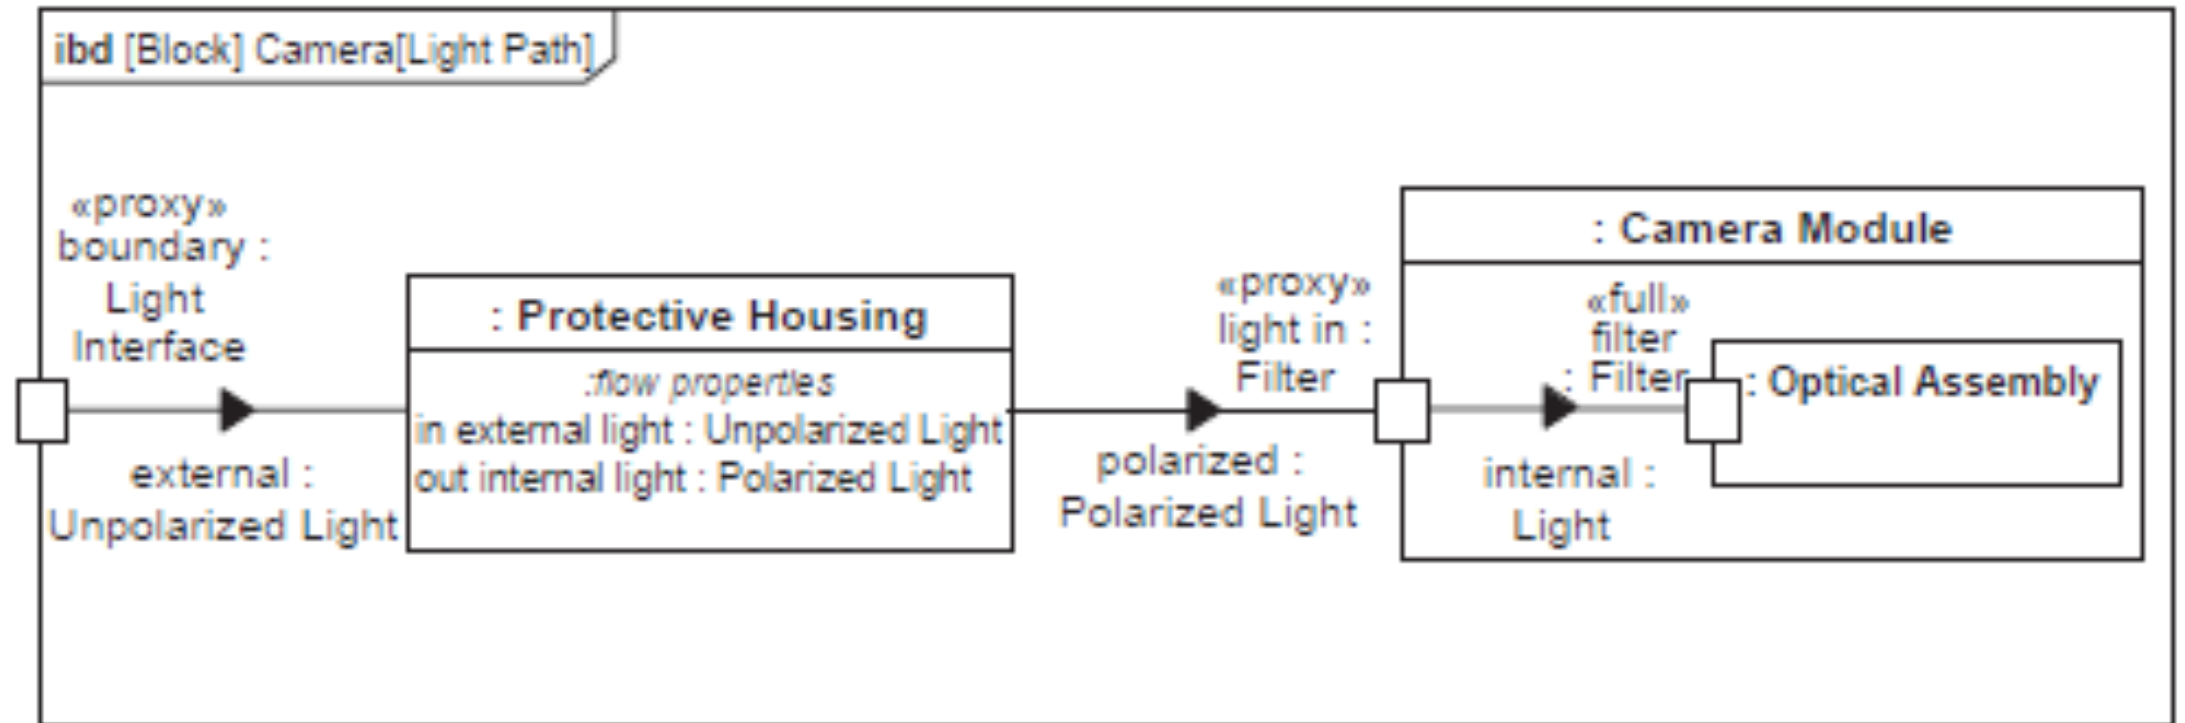 ibd [Block] Camera[Light Path]
«proxy»
boundary :
Light
Interface
external :
Unpolarized Light
: Protective Housing
:flow properties
in external light : Unpolarized Light
out internal light : Polarized Light
polarized :
Polarized Light
«proxy»
light in :
Filter
: Camera Module
«full»
filter
: Filter
internal :
Light
: Optical Assembly